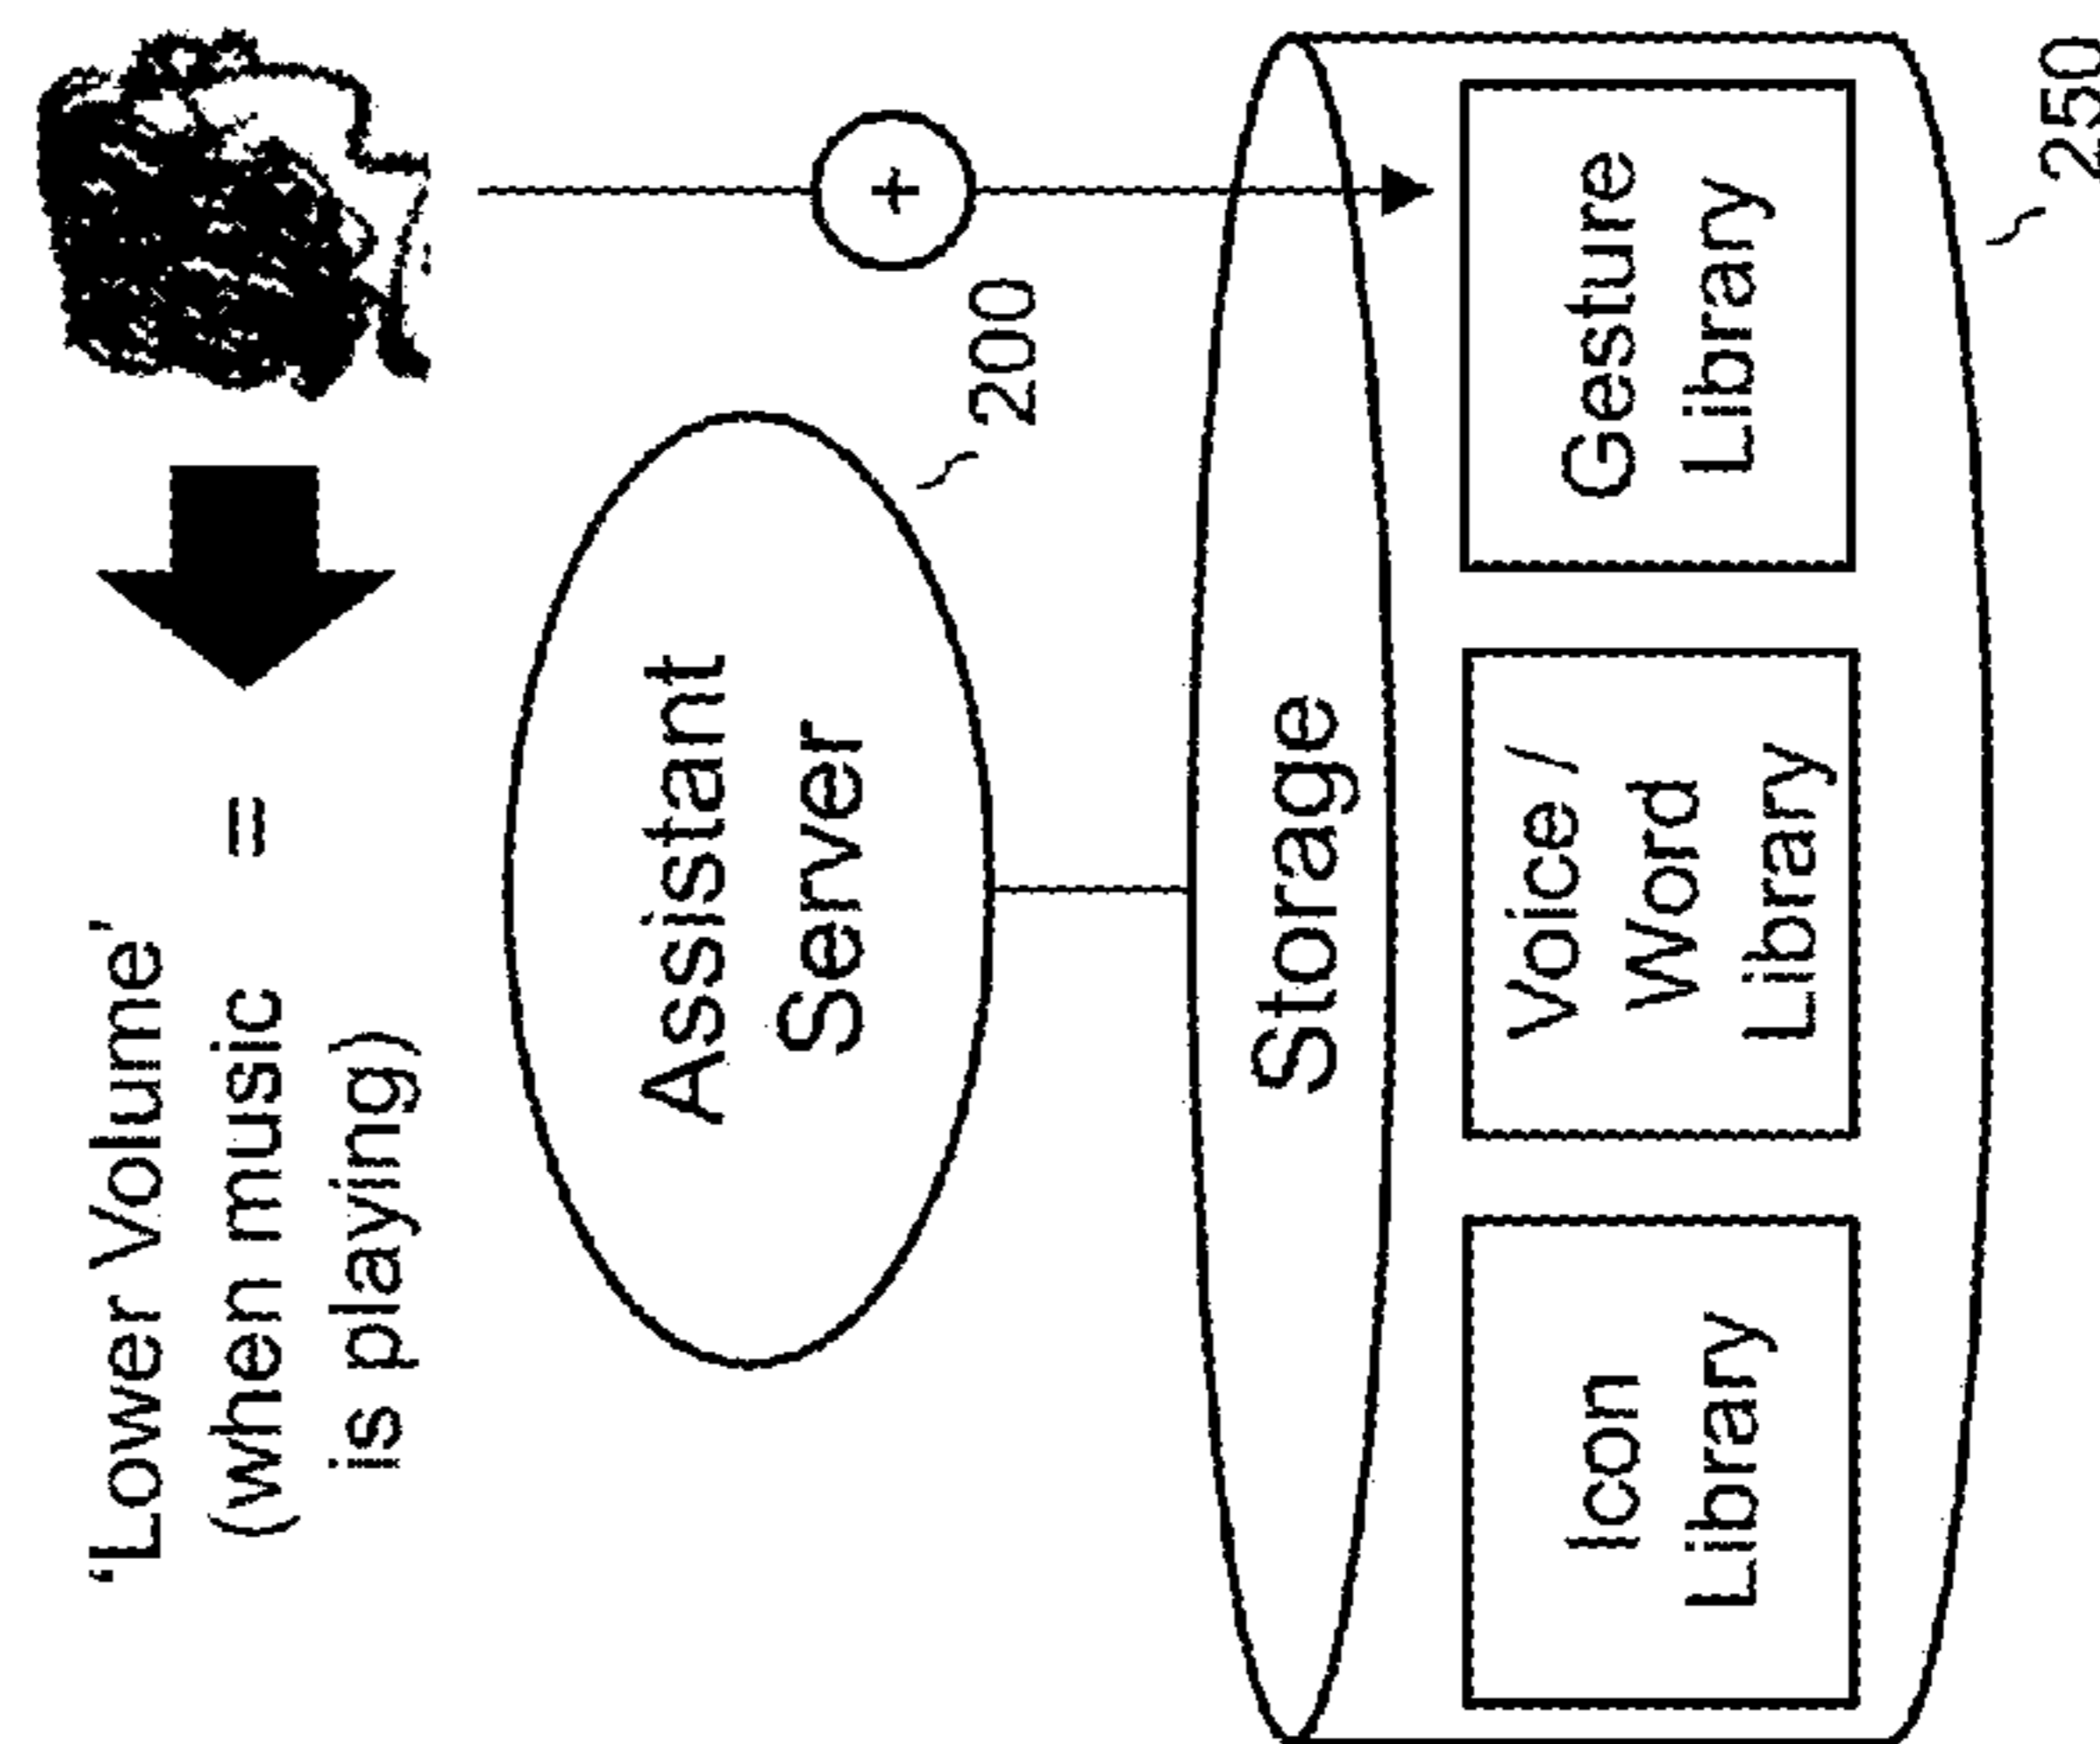 ‘Lower Volume’
(when music
is playing)
=
+
Assistant
Server
200
Storage
Icon
Library
Voice /
Word
Library
Gesture
Library
250